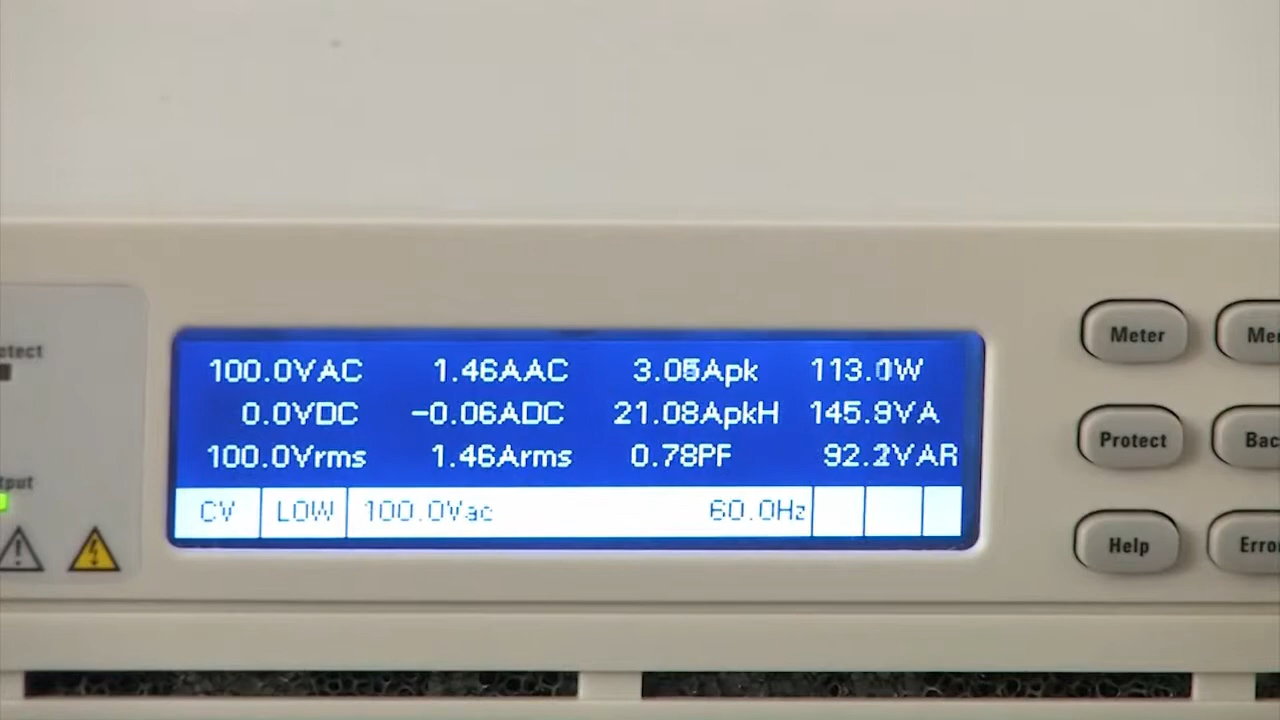 100.0VAC 1.46AAC 3.05Apk 113.0W
0.0VDC -0.06ADC 21.08ApkH 145.9VA
100.0Vrms 1.46Arms 0.78PF 92.2VAR
CV LOW 100.0Vac 60.0Hz
Meter
Protect
Help